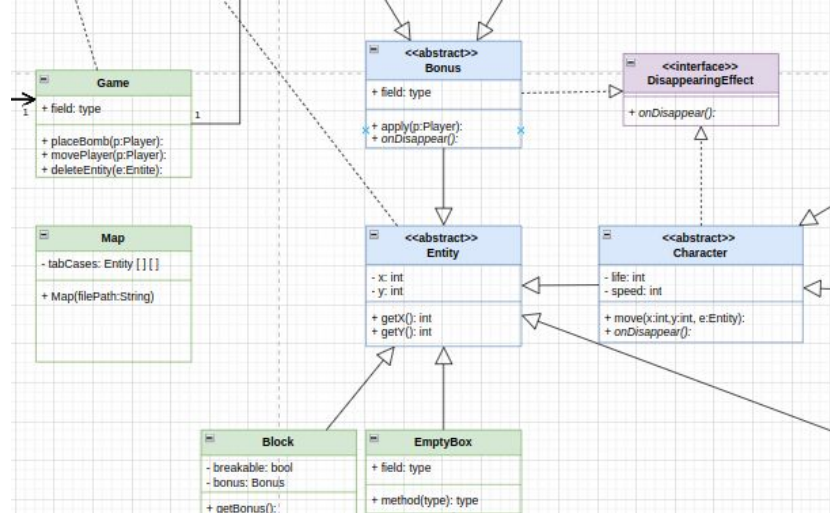 Game
+ field: type
+ placeBomb(p:Player):
+ movePlayer(p:Player):
+ deleteEntity(e:Entite):
1
1
<<abstract>>
Bonus
+ field: type
+ apply(p:Player):
+ onDisappear():
<<interface>>
DisappearingEffect
+ onDisappear():
Map
- tabCases: Entity [ ] [ ]
+ Map(filePath:String)
<<abstract>>
Entity
- x: int
- y: int
+ getX(): int
+ getY(): int
<<abstract>>
Character
- life: int
- speed: int
+ move(x:int,y:int, e:Entity):
+ onDisappear():
Block
- breakable: bool
- bonus: Bonus
+ getBonus():
EmptyBox
+ field: type
+ method(type): type